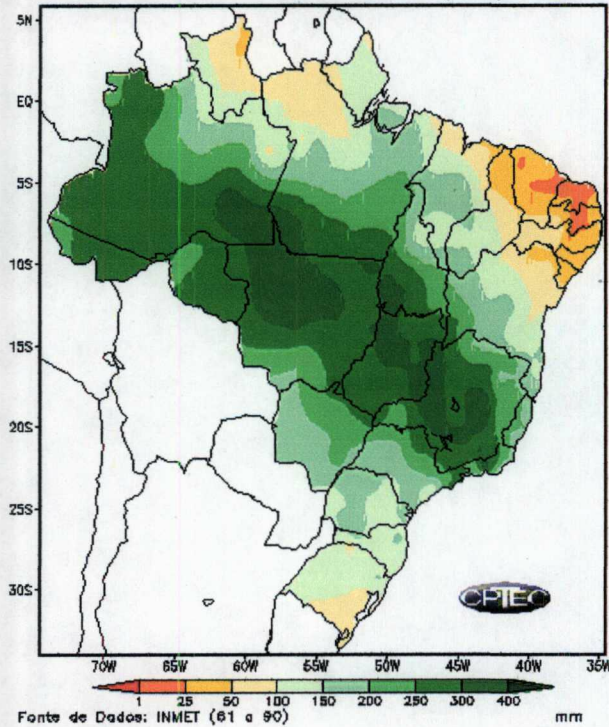 5N
EQ
5S
10S
15S
20S
25S
30S
CPTEC
70W 65W 60W 55W 50W 45W 40W 35W
1 25 50 100 150 200 250 300 400
Fonte de Dados: INMET (61 a 90) mm